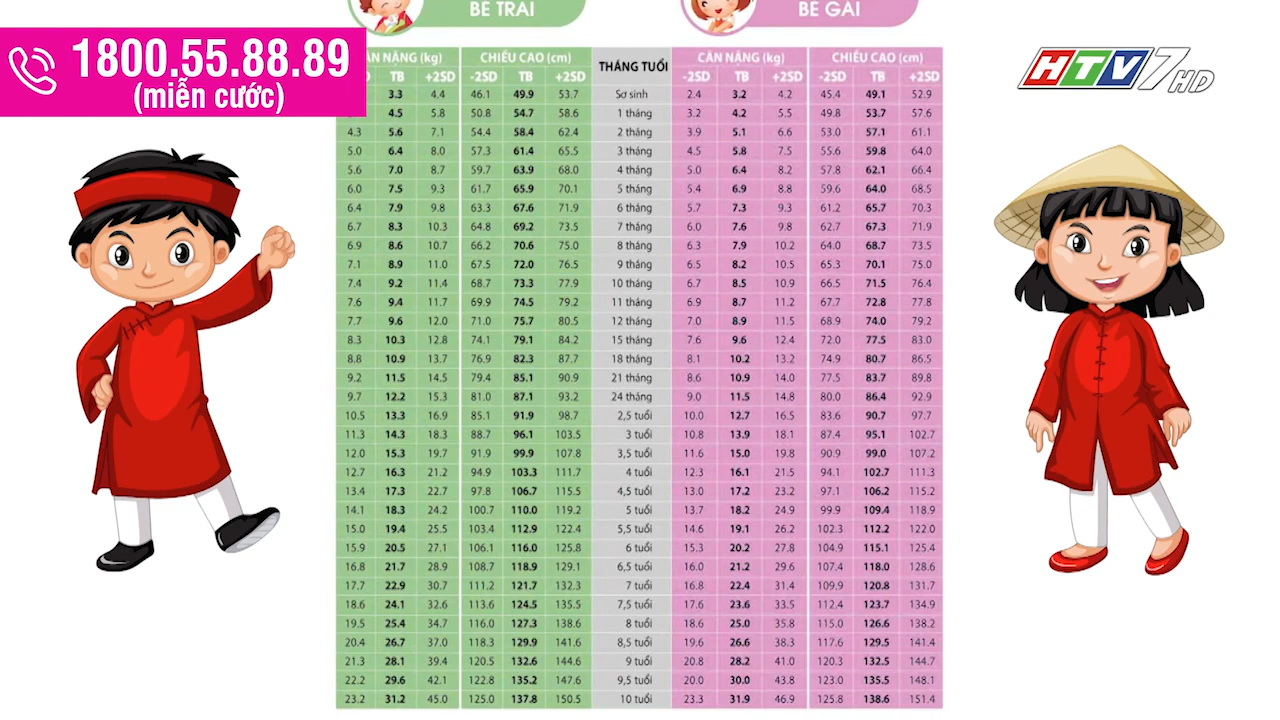 BÉ TRAI
BÉ GÁI
1800.55.88.89
(miễn cước)
HTV7 HD
ÂN NẶNG (kg) CHIỀU CAO (cm) THÁNG TUỔI CÂN NẶNG (kg) CHIỀU CAO (cm)
TB +2SD -2SD TB +2SD -2SD TB +2SD -2SD TB +2SD
3.3 4.4 46.1 49.9 53.7 Sơ sinh 2.4 3.2 4.2 45.4 49.1 52.9
4.5 5.8 50.8 54.7 58.6 1 tháng 3.2 4.2 5.5 49.8 53.7 57.6
4.3 5.6 7.1 54.4 58.4 62.4 2 tháng 3.9 5.1 6.6 53.0 57.1 61.1
5.0 6.4 8.0 57.3 61.4 65.5 3 tháng 4.5 5.8 7.5 55.6 59.8 64.0
5.6 7.0 8.7 59.7 63.9 68.0 4 tháng 5.0 6.4 8.2 57.8 62.1 66.4
6.0 7.5 9.3 61.7 65.9 70.1 5 tháng 5.4 6.9 8.8 59.6 64.0 68.5
6.4 7.9 9.8 63.3 67.6 71.9 6 tháng 5.7 7.3 9.3 61.2 65.7 70.3
6.7 8.3 10.3 64.8 69.2 73.5 7 tháng 6.0 7.6 9.8 62.7 67.3 71.9
6.9 8.6 10.7 66.2 70.6 75.0 8 tháng 6.3 7.9 10.2 64.0 68.7 73.5
7.1 8.9 11.0 67.5 72.0 76.5 9 tháng 6.5 8.2 10.5 65.3 70.1 75.0
7.4 9.2 11.4 68.7 73.3 77.9 10 tháng 6.7 8.5 10.9 66.5 71.5 76.4
7.6 9.4 11.7 69.9 74.5 79.2 11 tháng 6.9 8.7 11.2 67.7 72.8 77.8
7.7 9.6 12.0 71.0 75.7 80.5 12 tháng 7.0 8.9 11.5 68.9 74.0 79.2
8.3 10.3 12.8 74.1 79.1 84.2 15 tháng 7.6 9.6 12.4 72.0 77.5 83.0
8.8 10.9 13.7 76.9 82.3 87.7 18 tháng 8.1 10.2 13.2 74.9 80.7 86.5
9.2 11.5 14.5 79.4 85.1 90.9 21 tháng 8.6 10.9 14.0 77.5 83.7 89.8
9.7 12.2 15.3 81.0 87.1 93.2 24 tháng 9.0 11.5 14.8 80.0 86.4 92.9
10.5 13.3 16.9 85.1 91.9 98.7 2,5 tuổi 10.0 12.7 16.5 83.6 90.7 97.7
11.3 14.3 18.3 88.7 96.1 103.5 3 tuổi 10.8 13.9 18.1 87.4 95.1 102.7
12.0 15.3 19.7 91.9 99.9 107.8 3,5 tuổi 11.6 15.0 19.8 90.9 99.0 107.2
12.7 16.3 21.2 94.9 103.3 111.7 4 tuổi 12.3 16.1 21.5 94.1 102.7 111.3
13.4 17.3 22.7 97.8 106.7 115.5 4,5 tuổi 13.0 17.2 23.2 97.1 106.2 115.2
14.1 18.3 24.2 100.7 110.0 119.2 5 tuổi 13.7 18.2 24.9 99.9 109.4 118.9
15.0 19.4 25.5 103.4 112.9 122.4 5,5 tuổi 14.6 19.1 26.2 102.3 112.2 122.0
15.9 20.5 27.1 106.1 116.0 125.8 6 tuổi 15.3 20.2 27.8 104.9 115.1 125.4
16.8 21.7 28.9 108.7 118.9 129.1 6,5 tuổi 16.0 21.2 29.6 107.4 118.0 128.6
17.7 22.9 30.7 111.2 121.7 132.3 7 tuổi 16.8 22.4 31.4 109.9 120.8 131.7
18.6 24.1 32.6 113.6 124.5 135.5 7,5 tuổi 17.6 23.6 33.5 112.4 123.7 134.9
19.5 25.4 34.7 116.0 127.3 138.6 8 tuổi 18.6 25.0 35.8 115.0 126.6 138.2
20.4 26.7 37.0 118.3 129.9 141.6 8,5 tuổi 19.6 26.6 38.3 117.6 129.5 141.4
21.3 28.1 39.4 120.5 132.6 144.6 9 tuổi 20.8 28.2 41.0 120.3 132.5 144.7
22.2 29.6 42.1 122.8 135.2 147.6 9,5 tuổi 20.0 30.0 43.8 123.0 135.5 148.1
23.2 31.2 45.0 125.0 137.8 150.5 10 tuổi 23.3 31.9 46.9 125.8 138.6 151.4